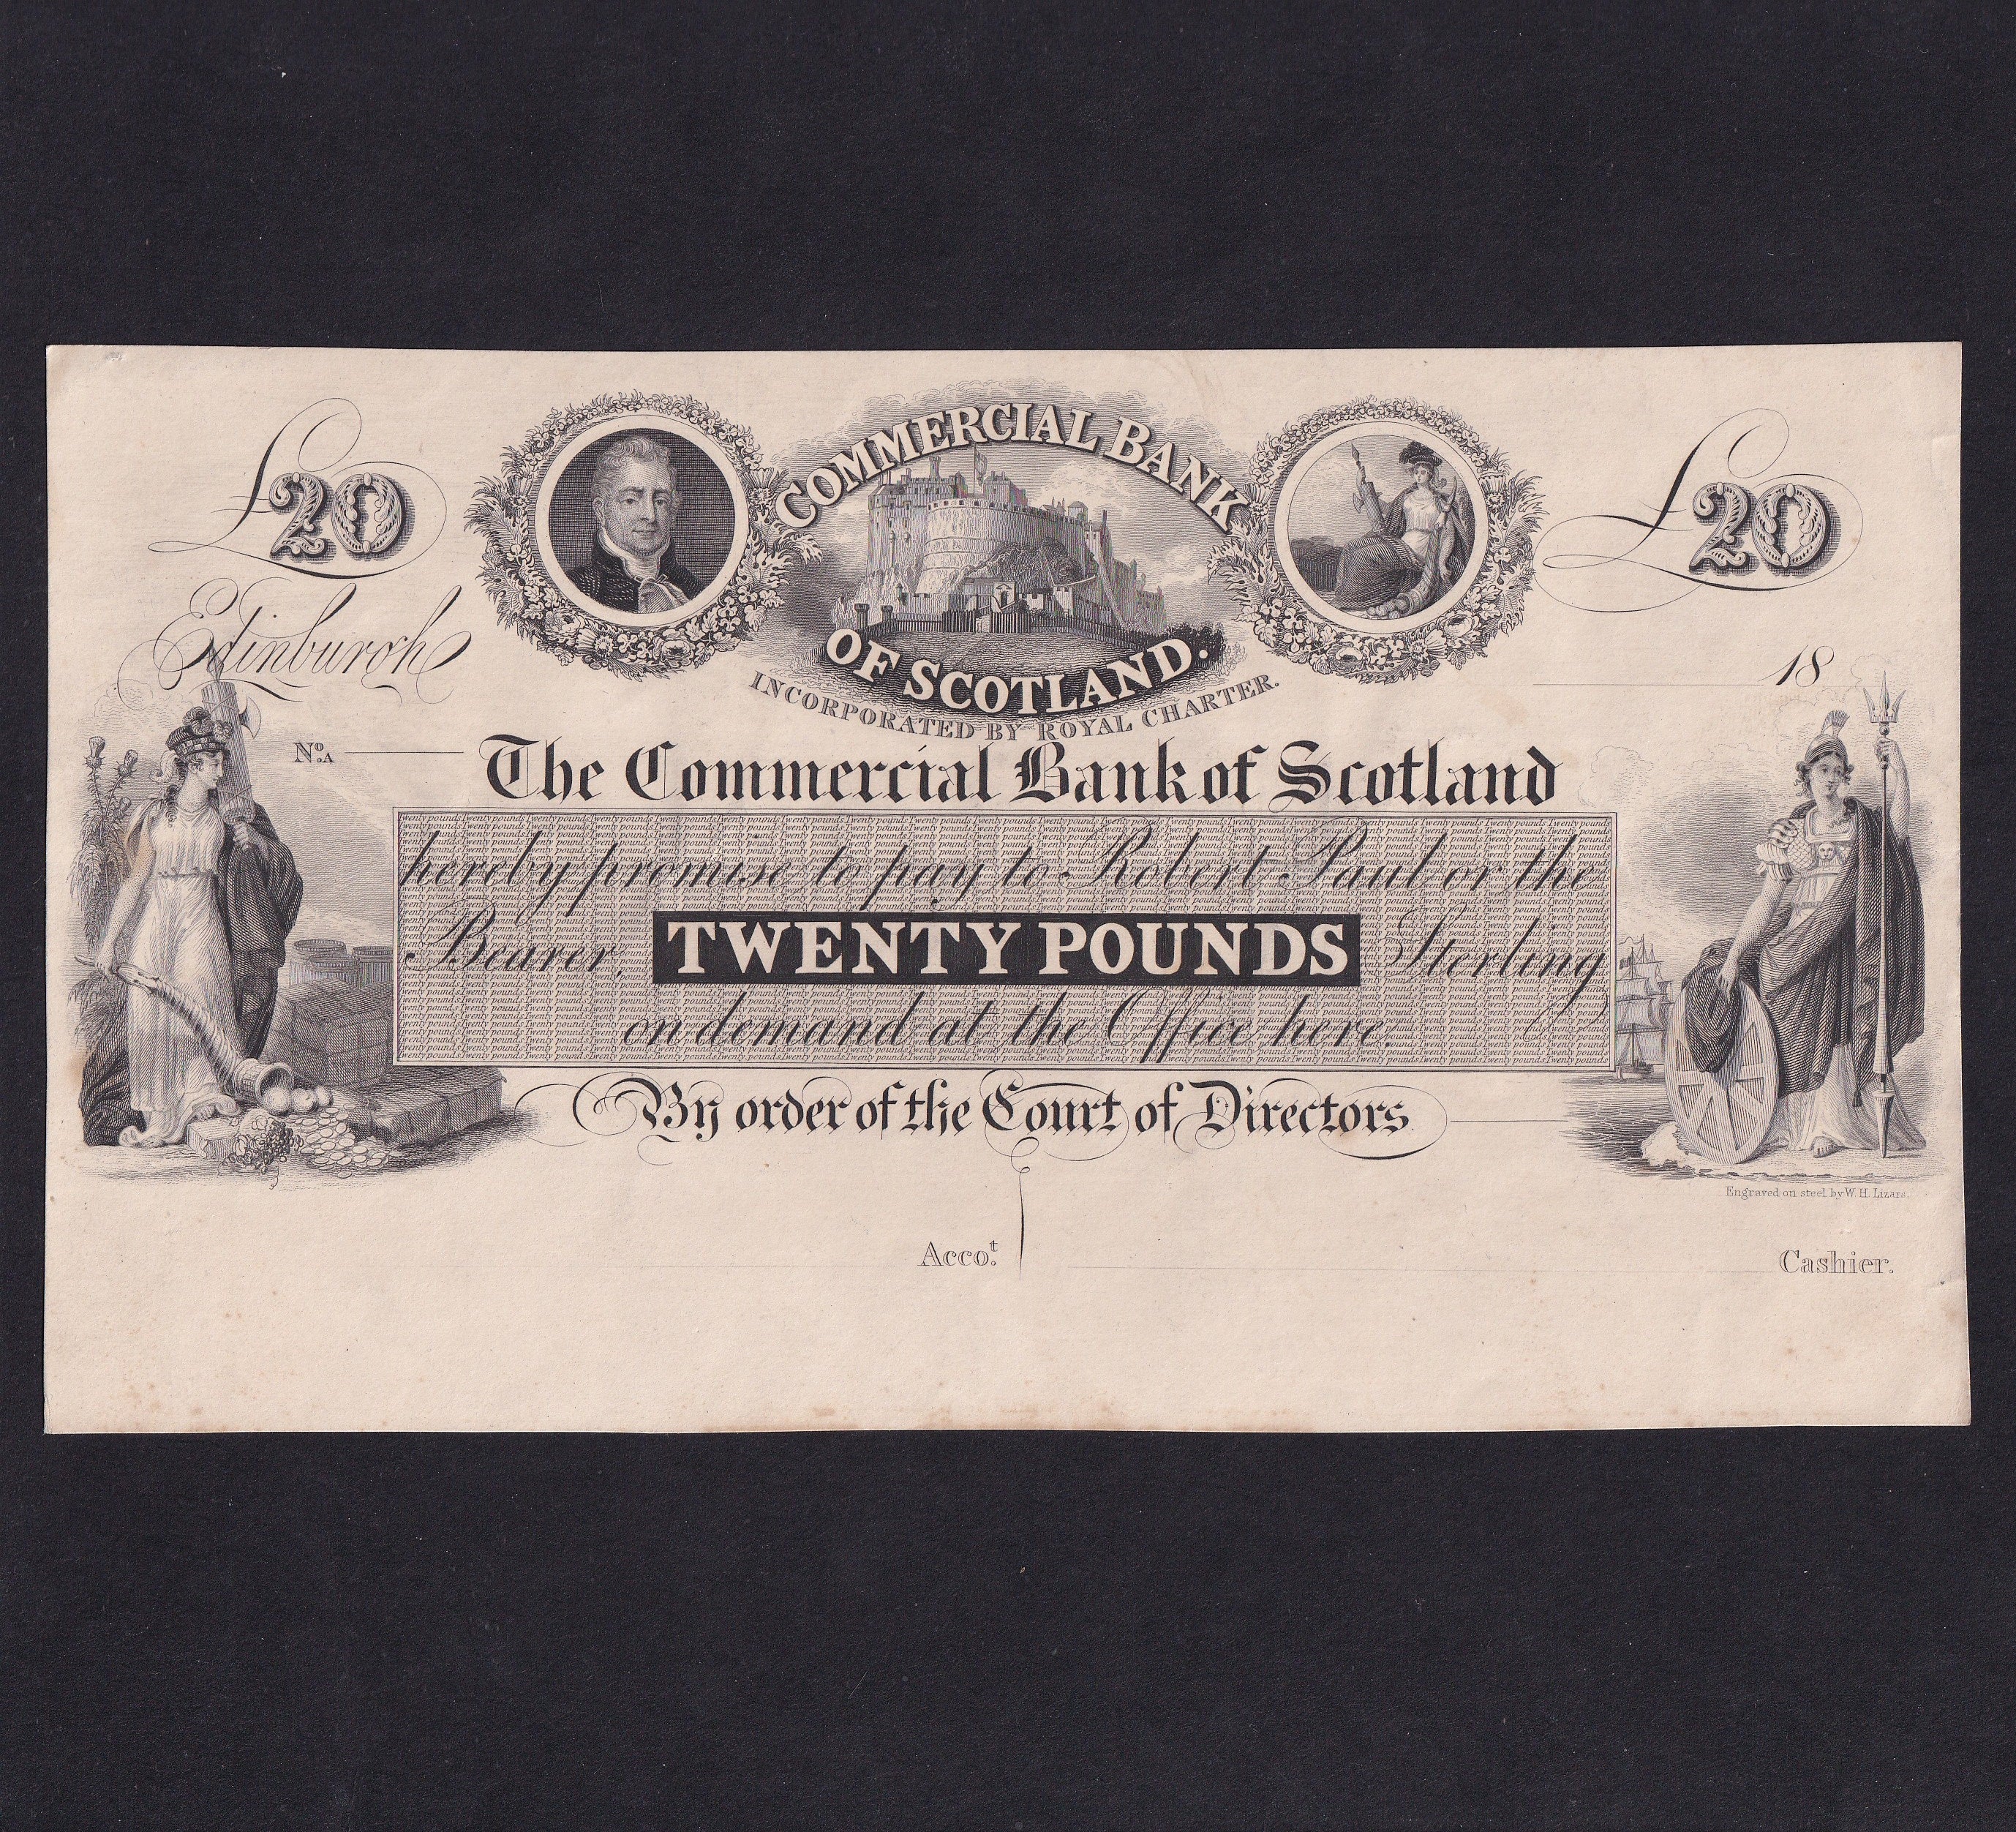 £20
COMMERCIAL BANK
OF SCOTLAND.
INCORPORATED BY ROYAL CHARTER.
£20
Edinburgh
18
No. A
The Commercial Bank of Scotland
hereby promise to pay to Robert Paul or the
Bearer, TWENTY POUNDS Sterling
on demand at the Office here.
By order of the Court of Directors
Engraved on steel by W. H. Lizars.
Accot.
Cashier.